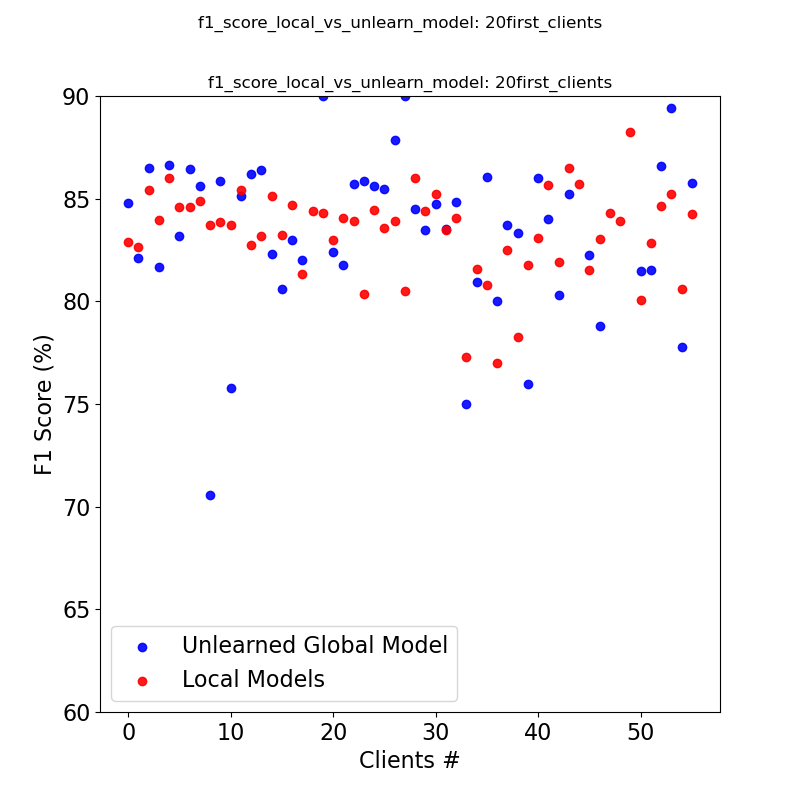 f1_score_local_vs_unlearn_model: 20first_clients
f1_score_local_vs_unlearn_model: 20first_clients
90
85
80
75
70
65
60
F1 Score (%)
Unlearned Global Model
Local Models
0 10 20 30 40 50
Clients #